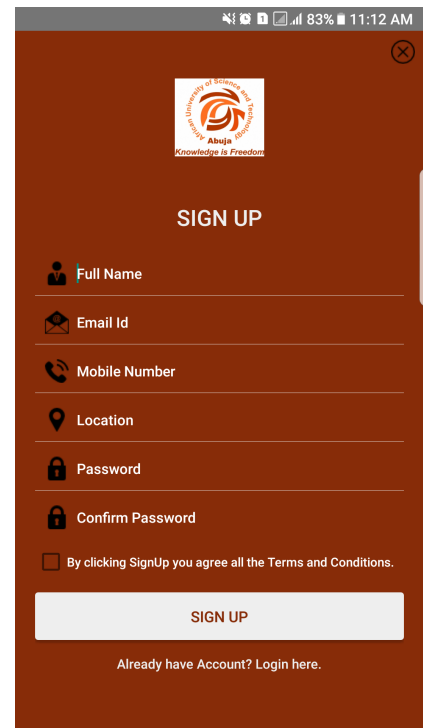 83% 11:12 AM
African University of Science and Technology
Abuja
Knowledge is Freedom
SIGN UP
Full Name
Email Id
Mobile Number
Location
Password
Confirm Password
By clicking SignUp you agree all the Terms and Conditions.
SIGN UP
Already have Account? Login here.